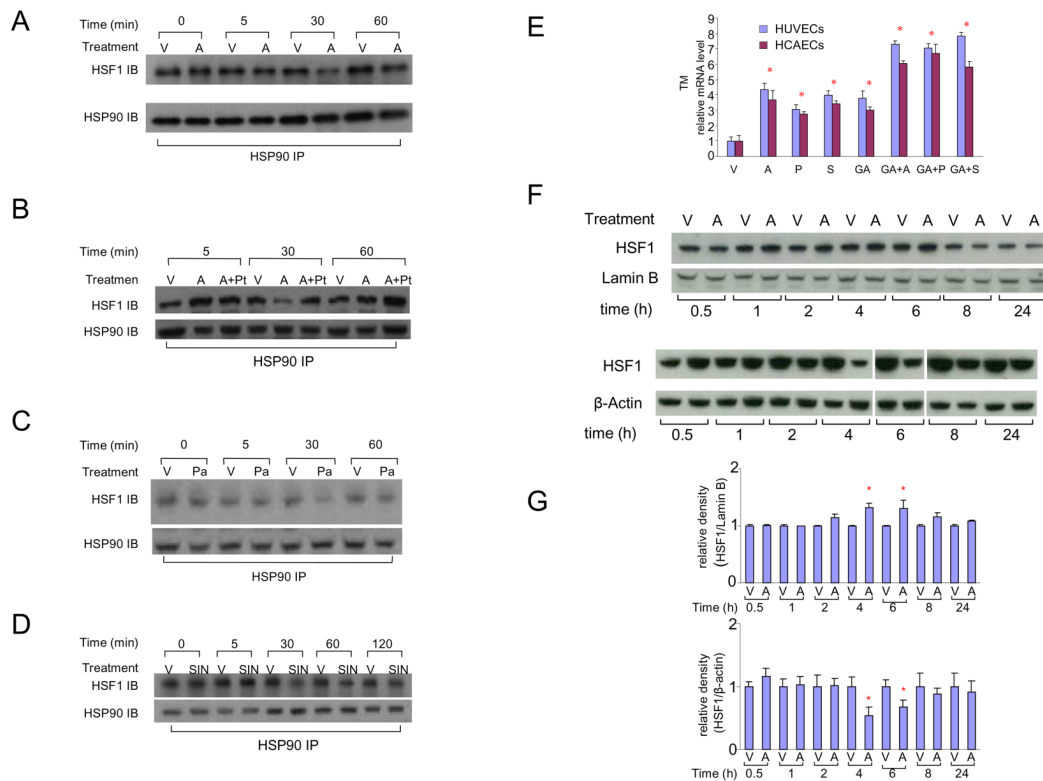 A
Time (min) 0 5 30 60
Treatment V A V A V A V A
HSF1 IB
HSP90 IB
HSP90 IP
B
Time (min) 5 30 60
Treatmen V A A+Pt V A A+Pt V A A+Pt
HSF1 IB
HSP90 IB
HSP90 IP
C
Time (min) 0 5 30 60
Treatment V Pa V Pa V Pa V Pa
HSF1 IB
HSP90 IB
HSP90 IP
D
Time (min) 0 5 30 60 120
Treatment V SIN V SIN V SIN V SIN V SIN
HSF1 IB
HSP90 IB
HSP90 IP
E
HUVECs
HCAECs
TM
relative mRNA level
9
8
7
6
5
4
3
2
1
0
* * * * * * *
V A P S GA GA+A GA+P GA+S
F
Treatment V A V A V A V A V A V A V A
HSF1
Lamin B
time (h) 0.5 1 2 4 6 8 24
HSF1
β-Actin
time (h) 0.5 1 2 4 6 8 24
G
relative density
(HSF1/Lamin B)
2
1
0
* *
V A V A V A V A V A V A V A
Time (h) 0.5 1 2 4 6 8 24
relative density
(HSF1/β-actin)
2
1
0
* *
V A V A V A V A V A V A V A
Time (h) 0.5 1 2 4 6 8 24